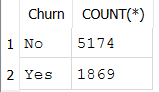 Churn COUNT(*)
1 No 5174
2 Yes 1869